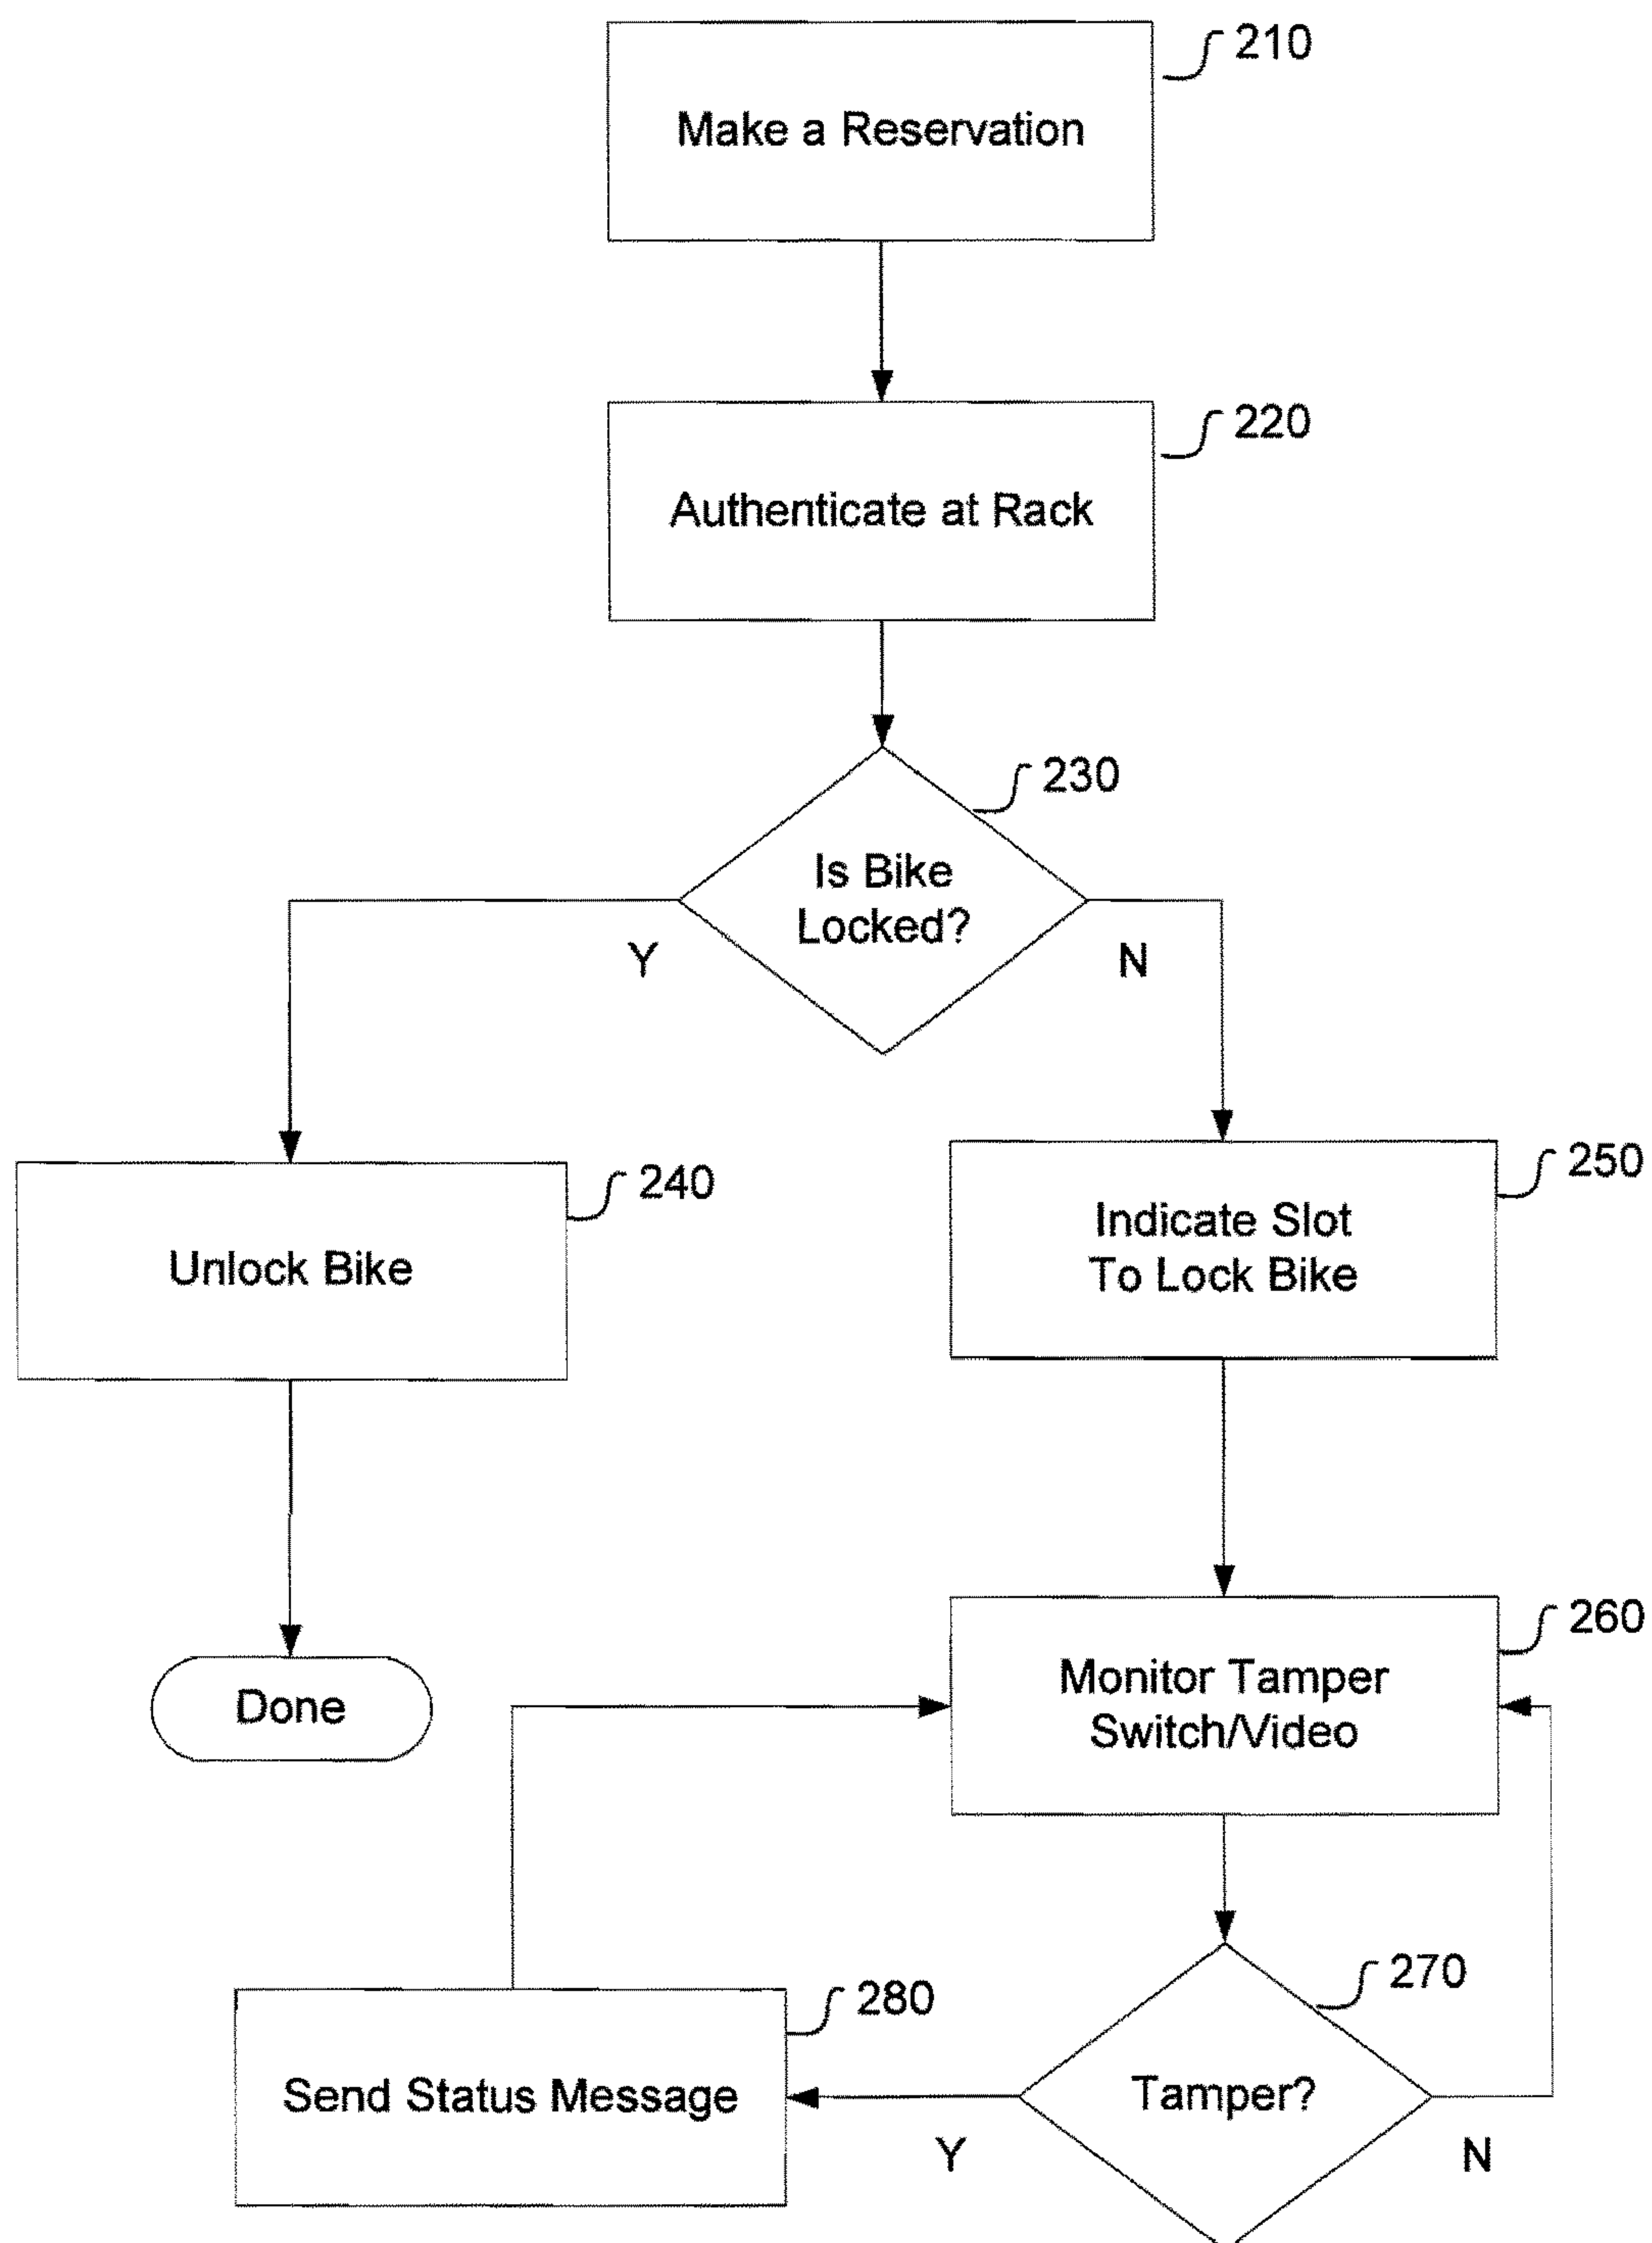 210
Make a Reservation
220
Authenticate at Rack
230
Is Bike
Locked?
Y
N
240
Unlock Bike
250
Indicate Slot
To Lock Bike
Done
260
Monitor Tamper
Switch/Video
270
Tamper?
280
Send Status Message
Y
N